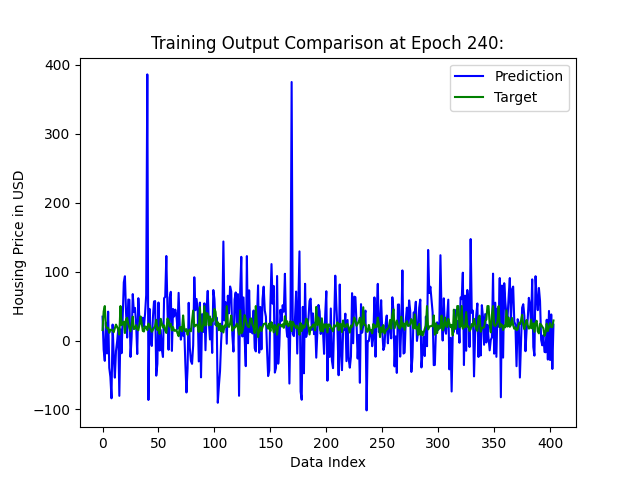 Training Output Comparison at Epoch 240:
400
300
200
100
0
−100
Housing Price in USD
Prediction
Target
0 50 100 150 200 250 300 350 400
Data Index